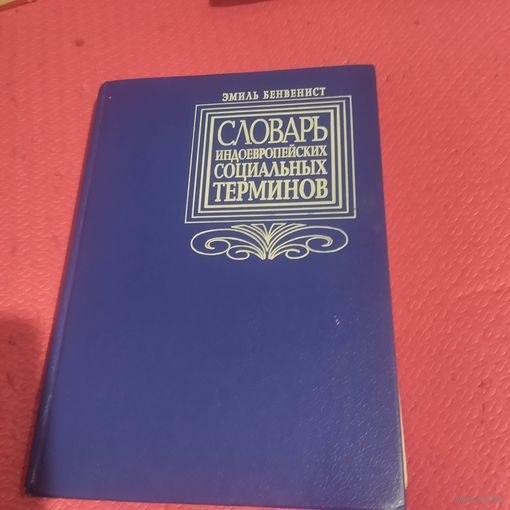 ЭМИЛЬ БЕНВЕНИСТ
СЛОВАРЬ
ИНДОЕВРОПЕЙСКИХ
СОЦИАЛЬНЫХ
ТЕРМИНОВ